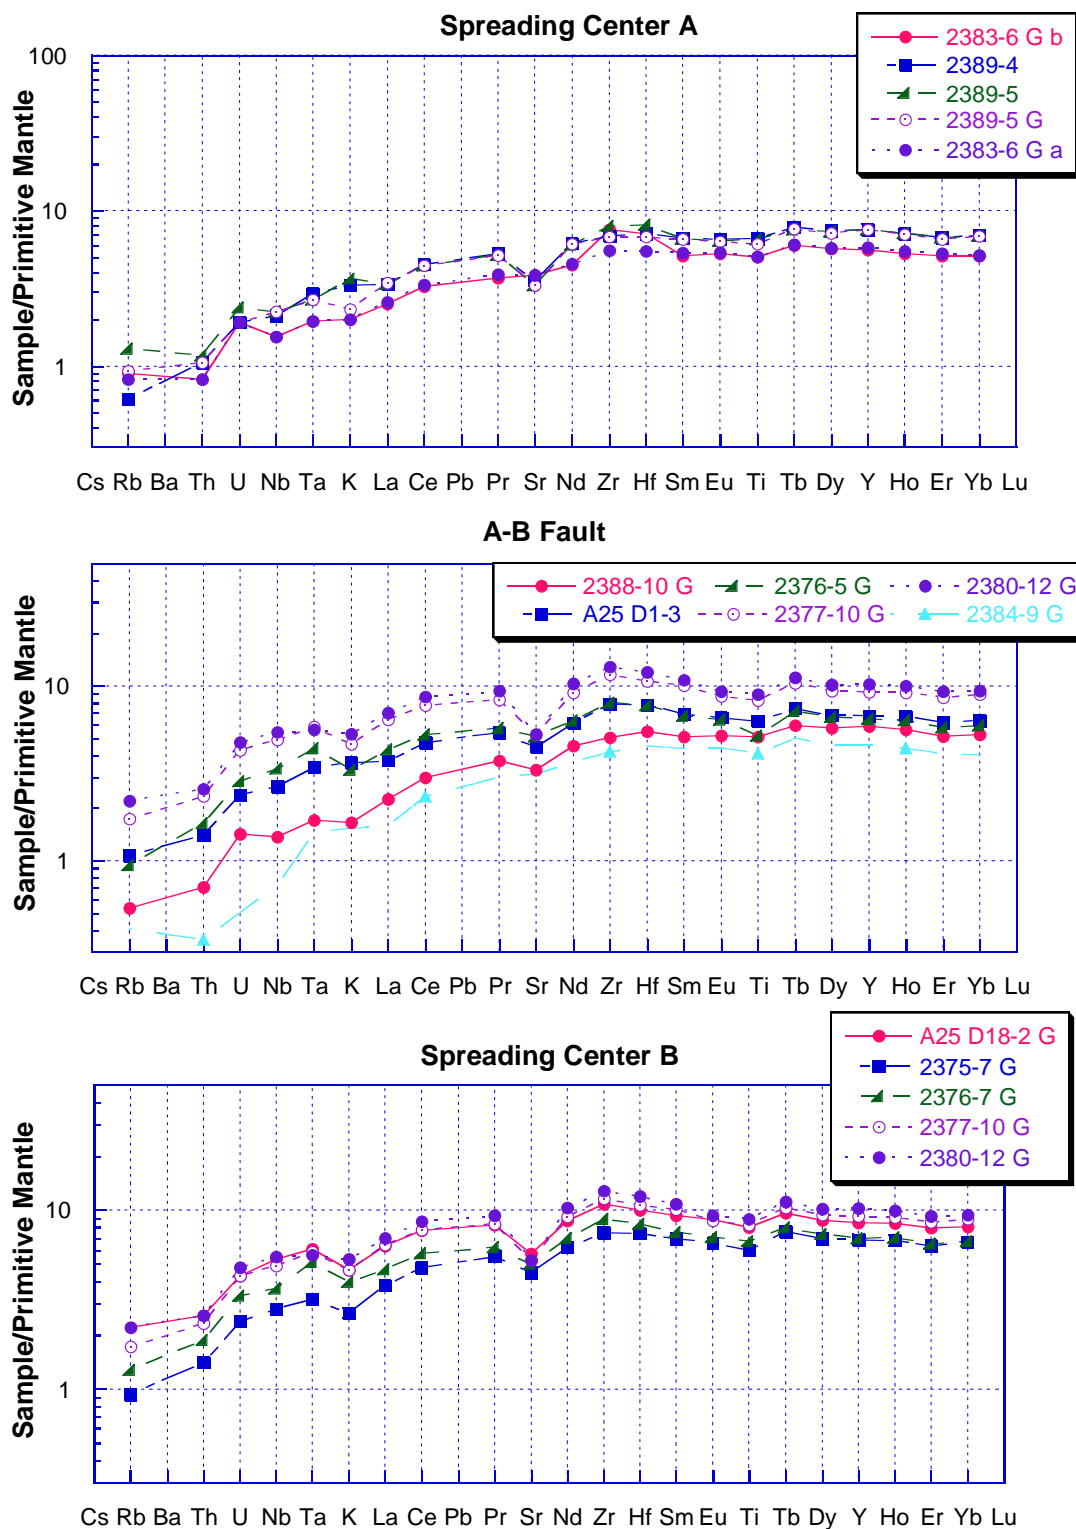 Spreading Center A
2383-6 G b
2389-4
2389-5
2389-5 G
2383-6 G a
100
10
1
Sample/Primitive Mantle
Cs Rb Ba Th U Nb Ta K La Ce Pb Pr Sr Nd Zr Hf Sm Eu Ti Tb Dy Y Ho Er Yb Lu
A-B Fault
2388-10 G 2376-5 G 2380-12 G
A25 D1-3 2377-10 G 2384-9 G
10
1
Sample/Primitive Mantle
Cs Rb Ba Th U Nb Ta K La Ce Pb Pr Sr Nd Zr Hf Sm Eu Ti Tb Dy Y Ho Er Yb Lu
Spreading Center B
A25 D18-2 G
2375-7 G
2376-7 G
2377-10 G
2380-12 G
10
1
Sample/Primitive Mantle
Cs Rb Ba Th U Nb Ta K La Ce Pb Pr Sr Nd Zr Hf Sm Eu Ti Tb Dy Y Ho Er Yb Lu